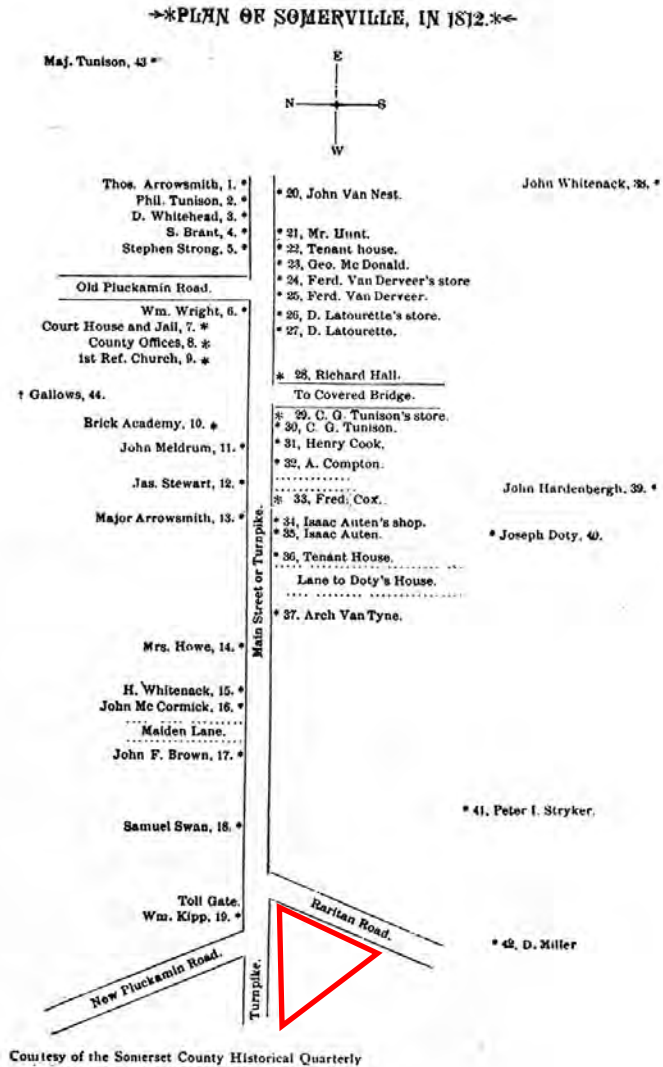 PLAN OF SOMERVILLE, IN 1812.
Maj. Tunison, 43
E
N S
W
Thos. Arrowsmith, 1.
Phil. Tunison, 2.
D. Whitehead, 3.
S. Brant, 4.
Stephen Strong, 5.
Old Pluckamin Road.
Wm. Wright, 6.
Court House and Jail, 7.
County Offices, 8.
1st Ref. Church, 9.
† Gallows, 44.
Brick Academy, 10.
John Meldrum, 11.
Jas. Stewart, 12.
Major Arrowsmith, 13.
Mrs. Howe, 14.
H. Whitenack, 15.
John Mc Cormick, 16.
Maiden Lane.
John F. Brown, 17.
Samuel Swan, 18.
Toll Gate.
Wm. Kipp, 19.
New Pluckamin Road.
Main Street or Turnpike.
Turnpike.
20, John Van Nest.
21, Mr. Hunt.
22, Tenant house.
23, Geo. Mc Donald.
24, Ferd. Van Derveer's store
25, Ferd. Van Derveer.
26, D. Latourette's store.
27, D. Latourette.
28, Richard Hall.
To Covered Bridge.
29. C. G. Tunison's store.
30, C. G. Tunison.
31, Henry Cook.
32, A. Compton.
33, Fred. Cox.
34, Isaac Auten's shop.
35, Isaac Auten.
36, Tenant House.
Lane to Doty's House.
37. Arch Van Tyne.
Raritan Road.
John Whitenack, 38.
John Hardenbergh, 39.
Joseph Doty, 40.
41, Peter I. Stryker.
42, D. Miller
Courtesy of the Somerset County Historical Quarterly